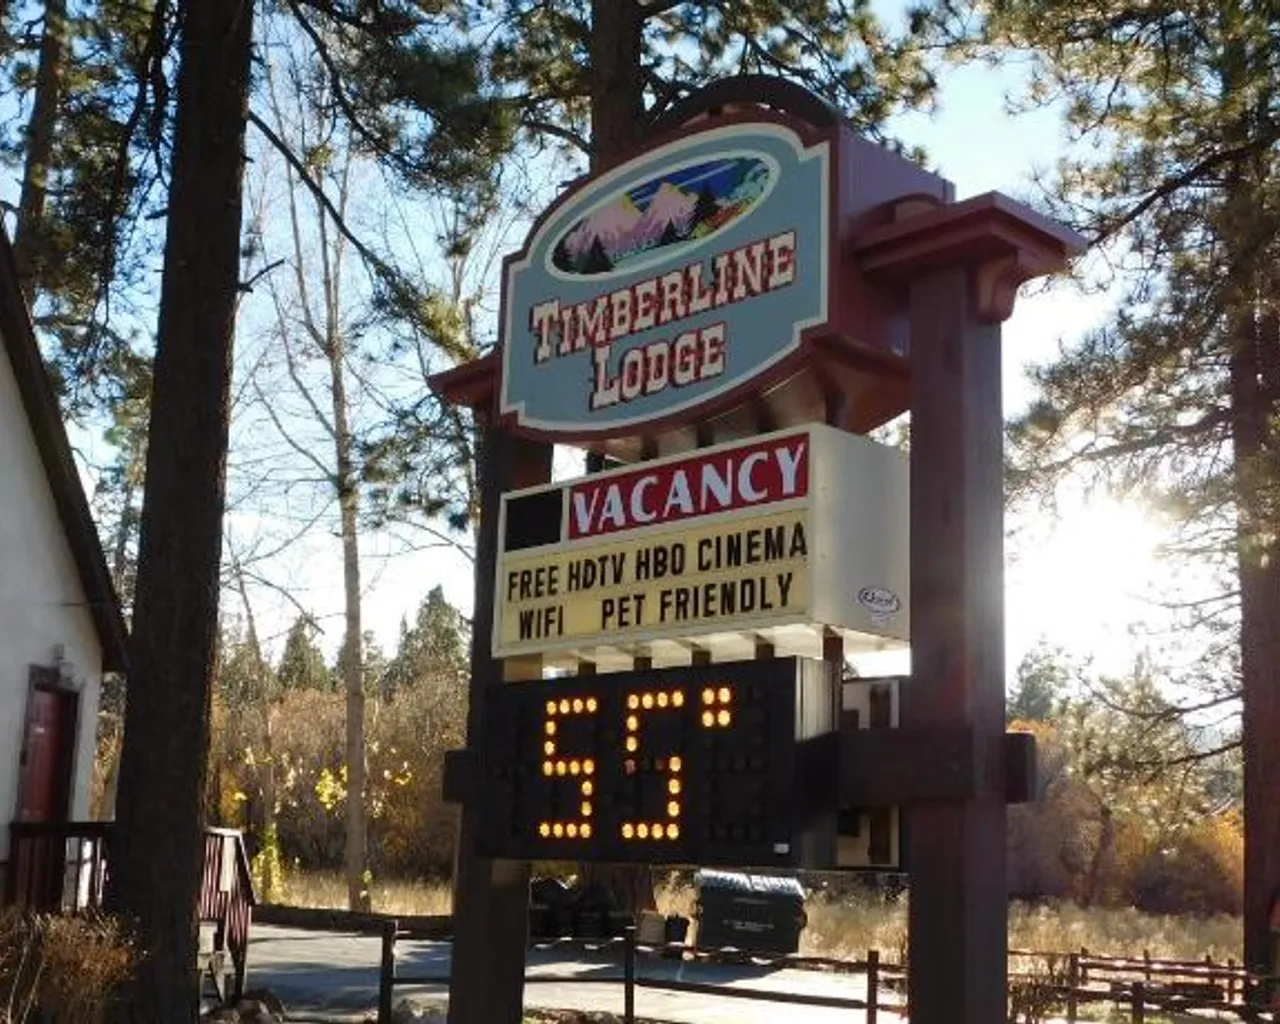 TIMBERLINE
LODGE
VACANCY
FREE HDTV HBO CINEMA
WIFI PET FRIENDLY
55°